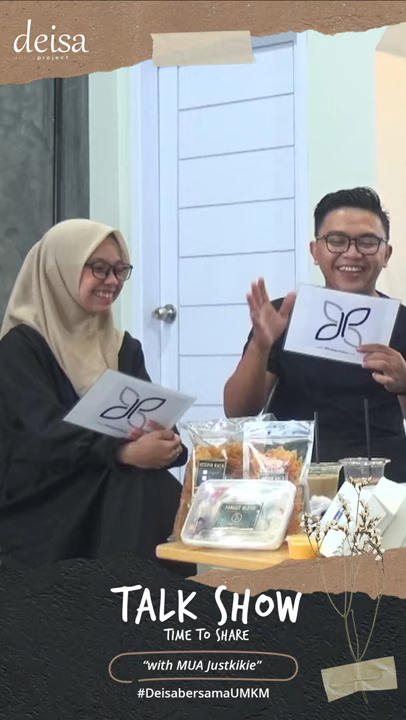 deisa
project
TALK SHOW
TIME TO SHARE
"with MUA Justkikie"
#DeisabersamaUMKM